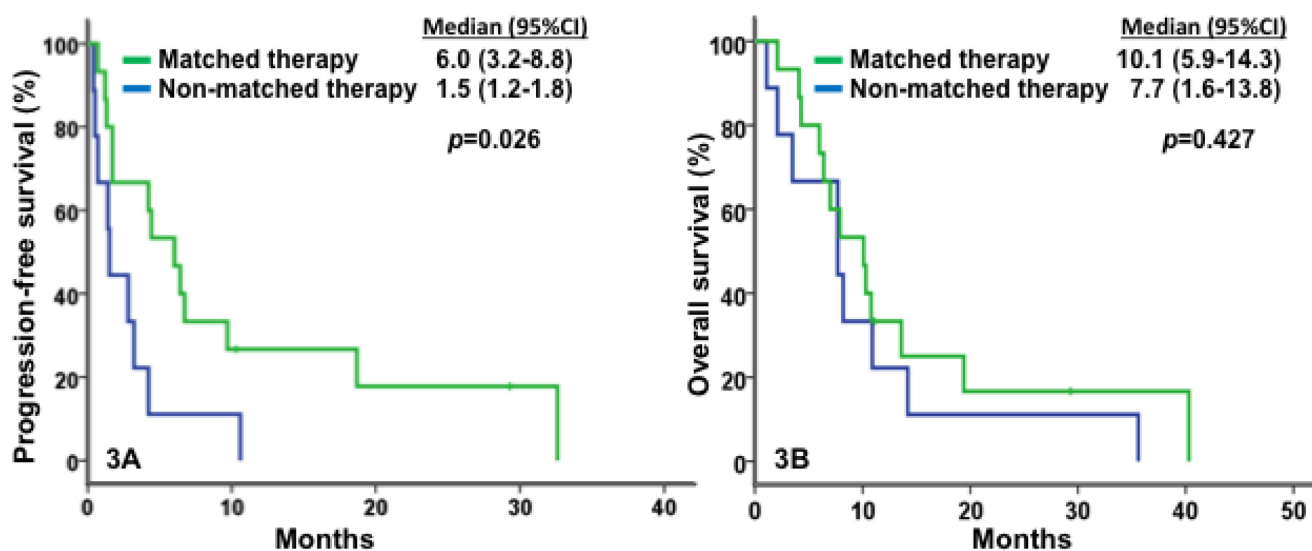 Median (95%CI)
Matched therapy 6.0 (3.2-8.8)
Non-matched therapy 1.5 (1.2-1.8)
p=0.026
Progression-free survival (%)
100
80
60
40
20
0
3A
0 10 20 30 40
Months
Median (95%CI)
Matched therapy 10.1 (5.9-14.3)
Non-matched therapy 7.7 (1.6-13.8)
p=0.427
Overall survival (%)
100
80
60
40
20
0
3B
0 10 20 30 40 50
Months